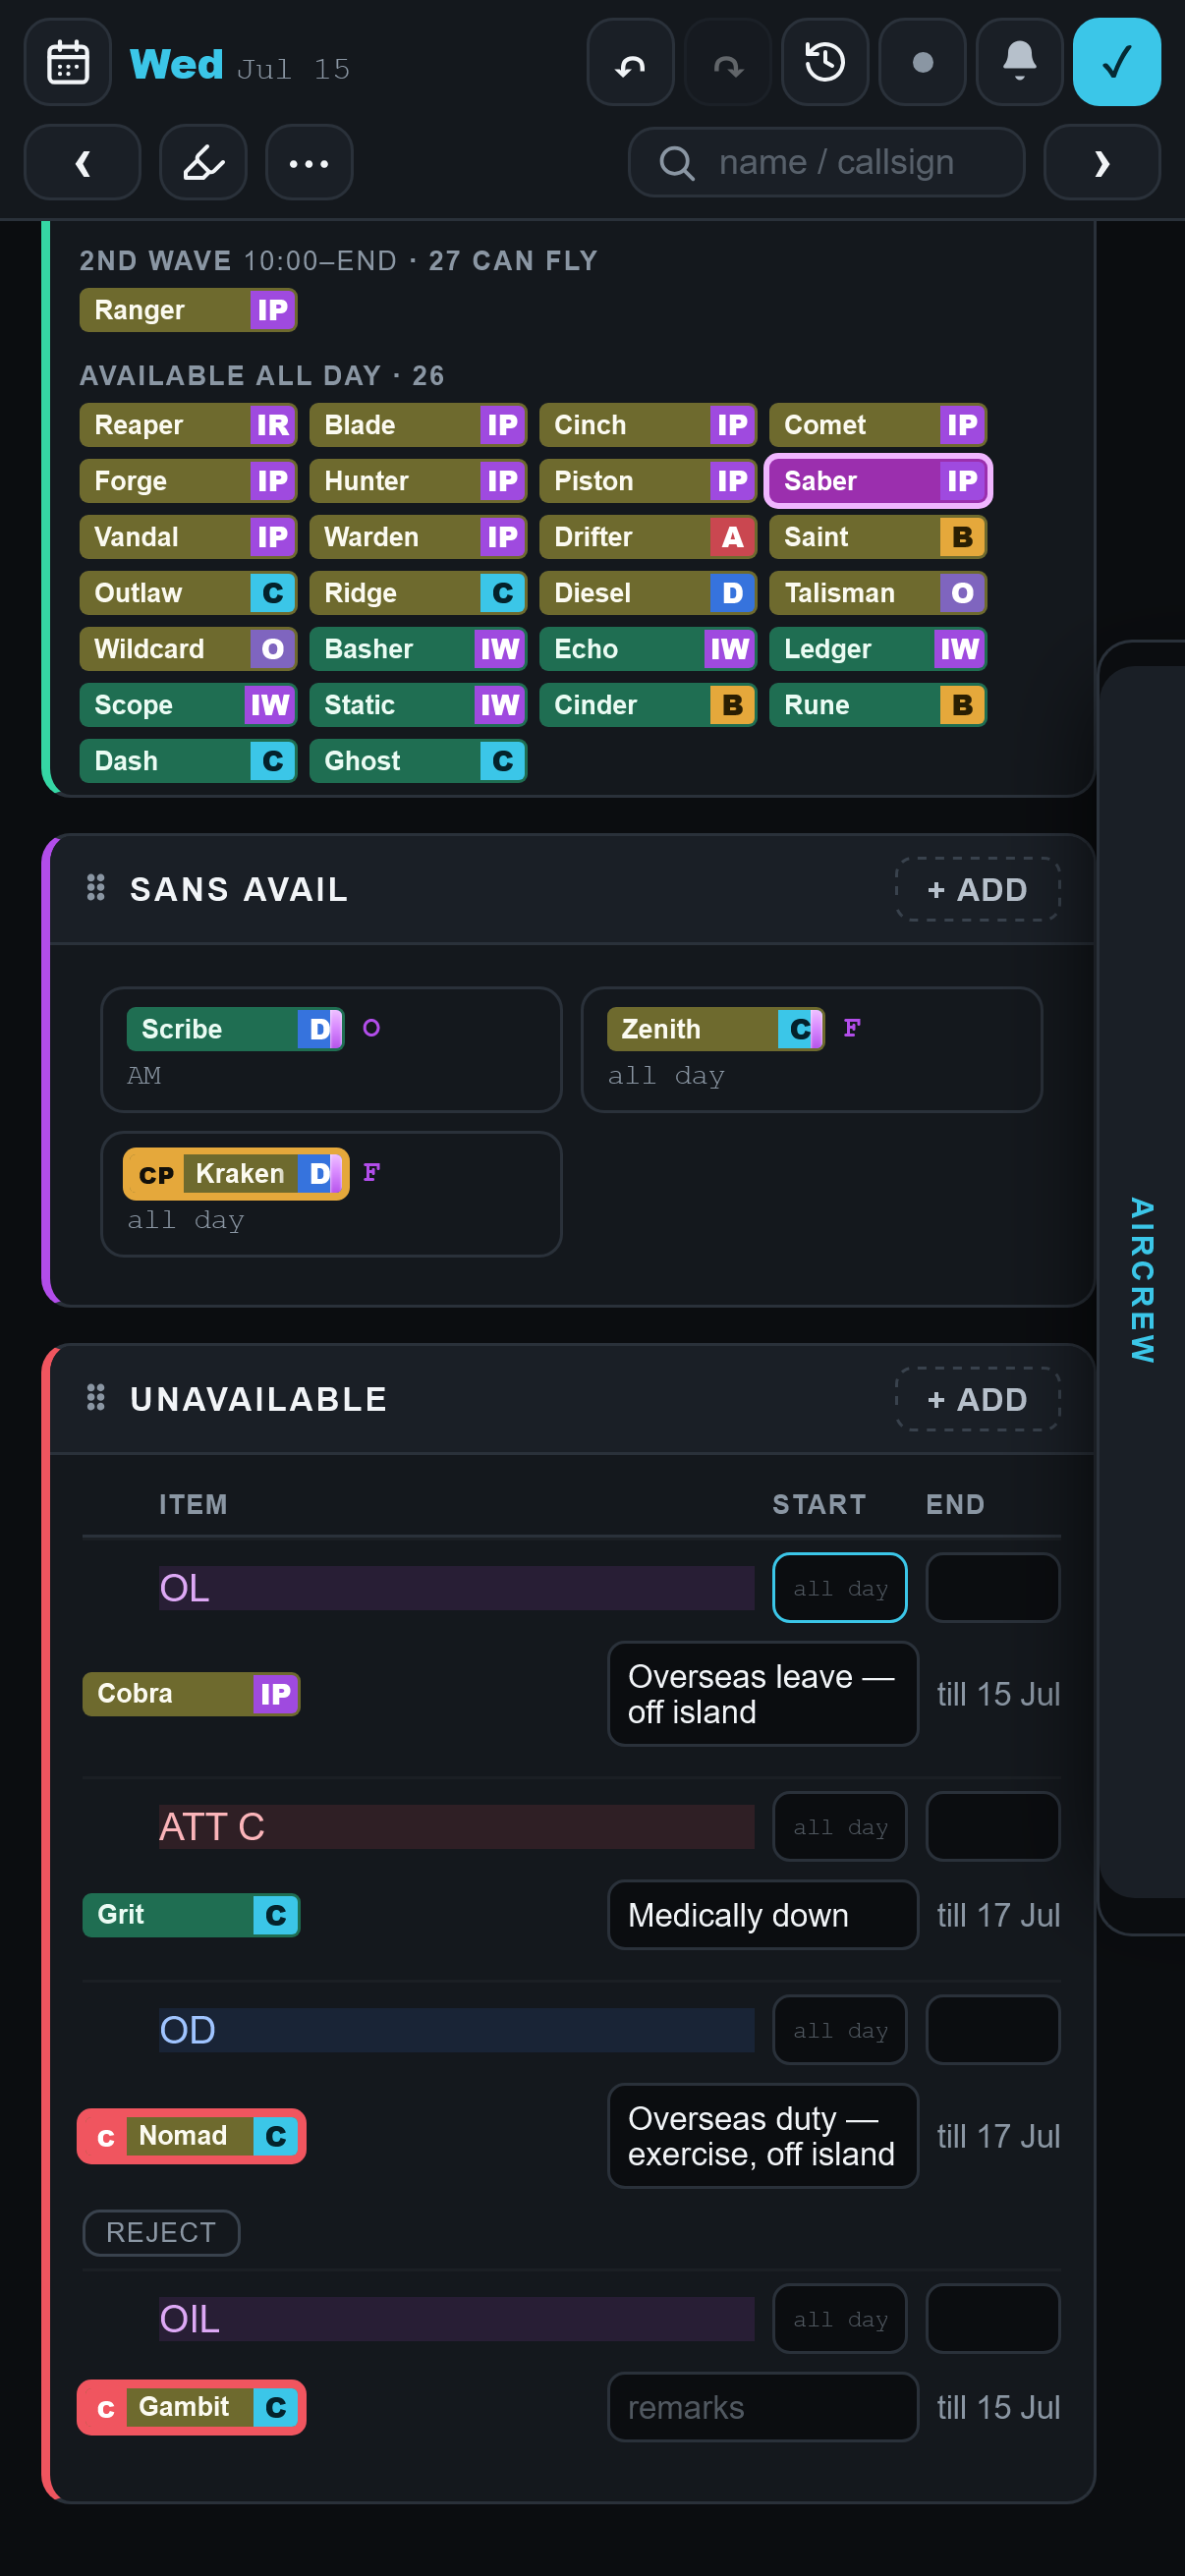 Wed Jul 15
name / callsign
2ND WAVE 10:00–END · 27 CAN FLY
Ranger IP
AVAILABLE ALL DAY · 26
Reaper IR Blade IP Cinch IP Comet IP
Forge IP Hunter IP Piston IP Saber IP
Vandal IP Warden IP Drifter A Saint B
Outlaw C Ridge C Diesel D Talisman O
Wildcard O Basher IW Echo IW Ledger IW
Scope IW Static IW Cinder B Rune B
Dash C Ghost C
SANS AVAIL + ADD
Scribe D O Zenith C F
AM all day
CP Kraken D F
all day
AIRCREW
UNAVAILABLE + ADD
ITEM START END
OL all day
Cobra IP Overseas leave — till 15 Jul
off island
ATT C all day
Grit C Medically down till 17 Jul
OD all day
c Nomad C Overseas duty — till 17 Jul
exercise, off island
REJECT
OIL all day
c Gambit C remarks till 15 Jul